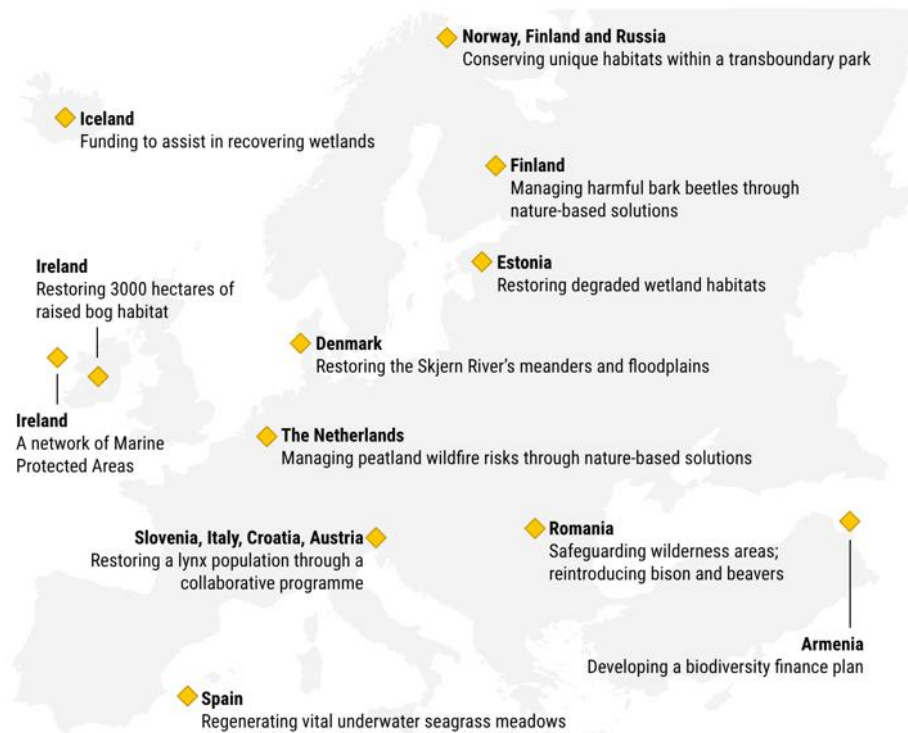 Norway, Finland and Russia
Conserving unique habitats within a transboundary park
Iceland
Funding to assist in recovering wetlands
Finland
Managing harmful bark beetles through
nature-based solutions
Ireland
Restoring 3000 hectares of
raised bog habitat
Estonia
Restoring degraded wetland habitats
Denmark
Restoring the Skjern River’s meanders and floodplains
Ireland
A network of Marine
Protected Areas
The Netherlands
Managing peatland wildfire risks through nature-based solutions
Slovenia, Italy, Croatia, Austria
Restoring a lynx population through a
collaborative programme
Romania
Safeguarding wilderness areas;
reintroducing bison and beavers
Armenia
Developing a biodiversity finance plan
Spain
Regenerating vital underwater seagrass meadows